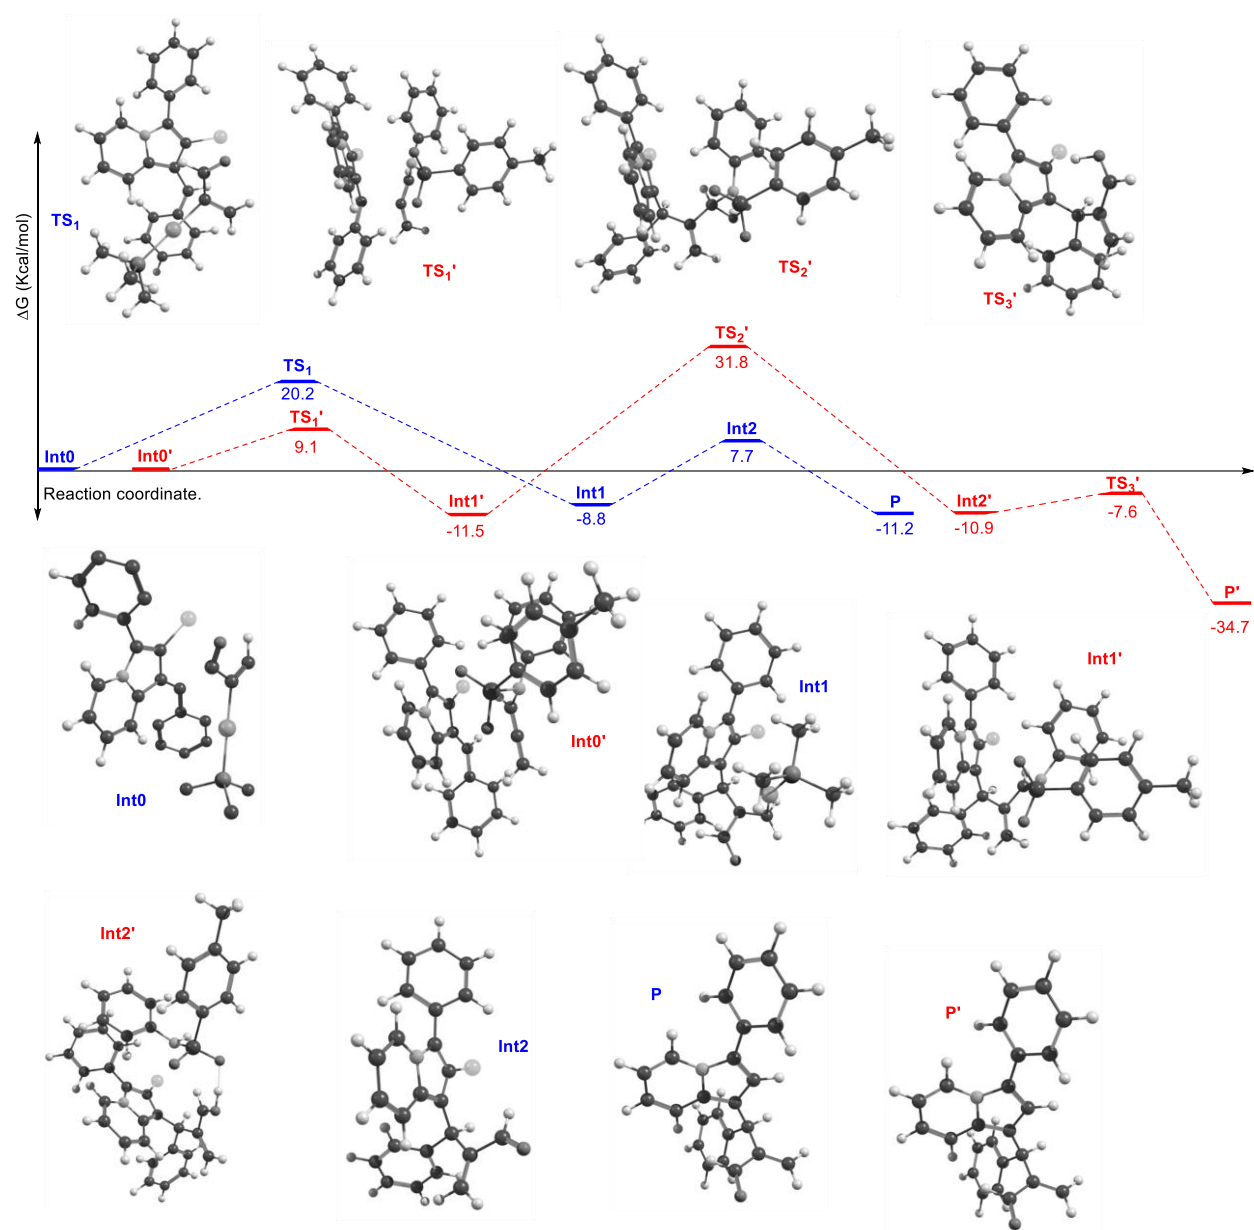 TS1
TS1'
TS2'
TS3'
ΔG (Kcal/mol)
TS2'
31.8
TS1
20.2
TS1'
9.1
Int2
7.7
Int0
Int0'
Reaction coordinate.
Int1'
-11.5
Int1
-8.8
P
-11.2
Int2'
-10.9
TS3'
-7.6
P'
-34.7
Int0
Int0'
Int1
Int1'
Int2'
Int2
P
P'